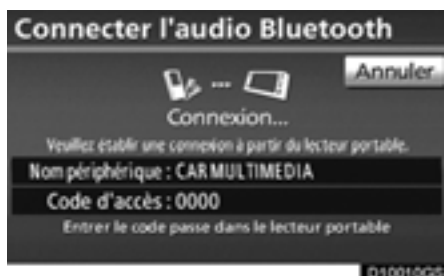 Connecter l'audio Bluetooth
Annuler
Connexion...
Veuillez établir une connexion à partir du lecteur portable.
Nom périphérique : CAR MULTIMEDIA
Code d'accès : 0000
Entrer le code passe dans le lecteur portable